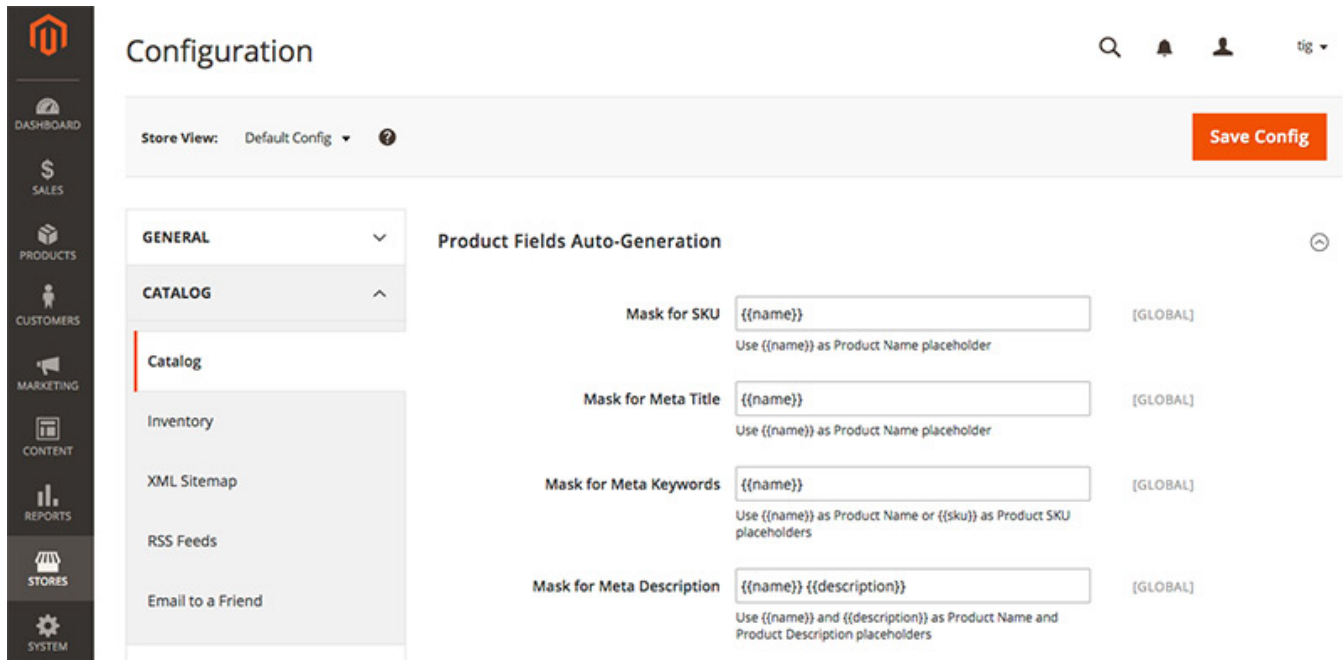 Configuration
tig
DASHBOARD
SALES
PRODUCTS
CUSTOMERS
MARKETING
CONTENT
REPORTS
STORES
SYSTEM
Store View: Default Config ?
Save Config
GENERAL
CATALOG
Catalog
Inventory
XML Sitemap
RSS Feeds
Email to a Friend
Product Fields Auto-Generation
Mask for SKU {{name}} [GLOBAL]
Use {{name}} as Product Name placeholder
Mask for Meta Title {{name}} [GLOBAL]
Use {{name}} as Product Name placeholder
Mask for Meta Keywords {{name}} [GLOBAL]
Use {{name}} as Product Name or {{sku}} as Product SKU
placeholders
Mask for Meta Description {{name}} {{description}} [GLOBAL]
Use {{name}} and {{description}} as Product Name and
Product Description placeholders